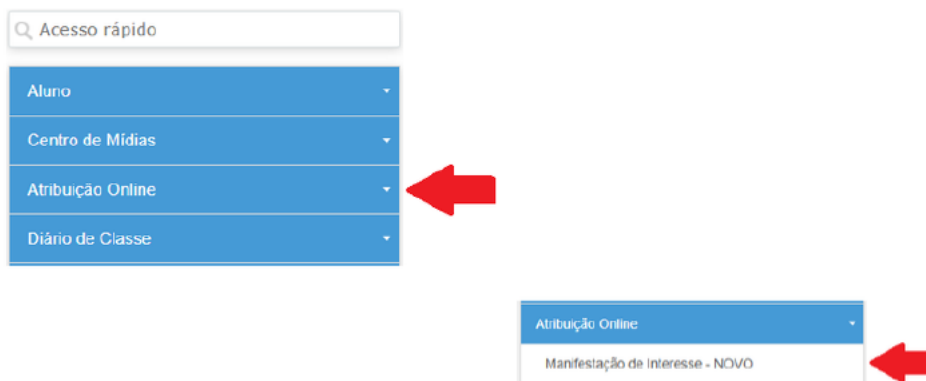 Acesso rápido
Aluno
Centro de Mídias
Atribuição Online
Diário de Classe
Atribuição Online
Manifestação de Interesse - NOVO